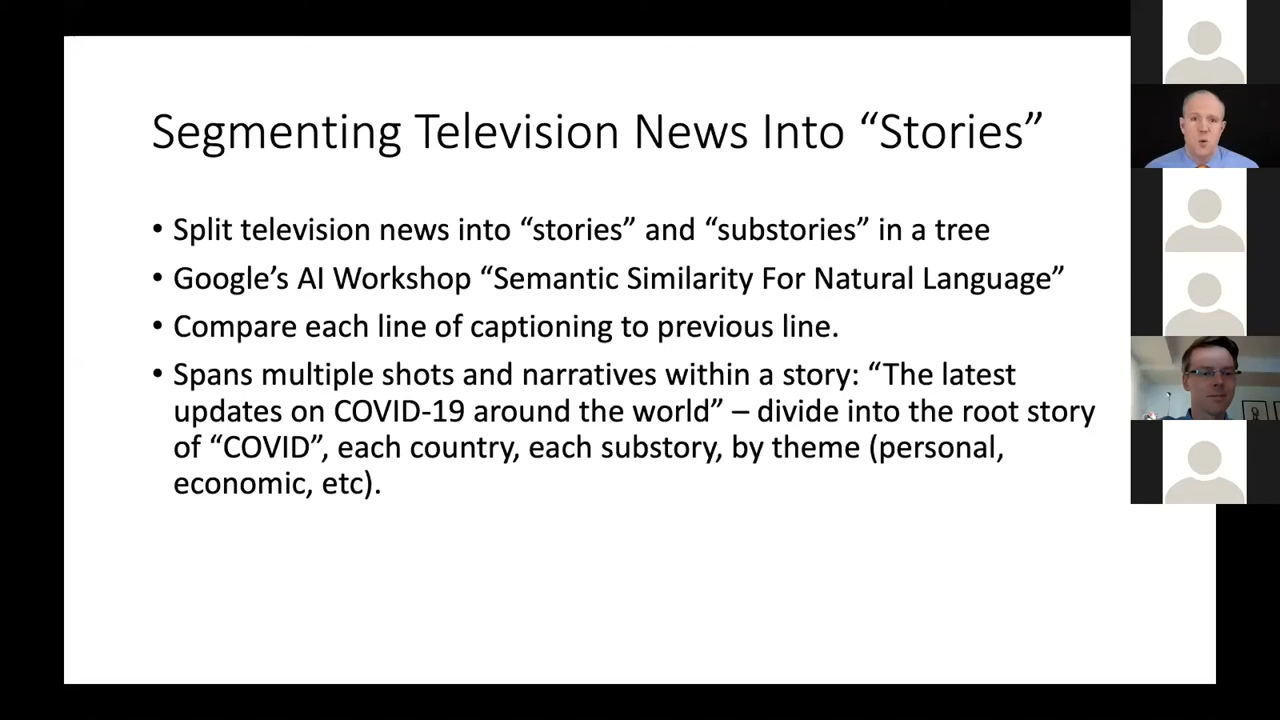 Segmenting Television News Into “Stories”
• Split television news into “stories” and “substories” in a tree
• Google’s AI Workshop “Semantic Similarity For Natural Language”
• Compare each line of captioning to previous line.
• Spans multiple shots and narratives within a story: “The latest
updates on COVID-19 around the world” – divide into the root story
of “COVID”, each country, each substory, by theme (personal,
economic, etc).